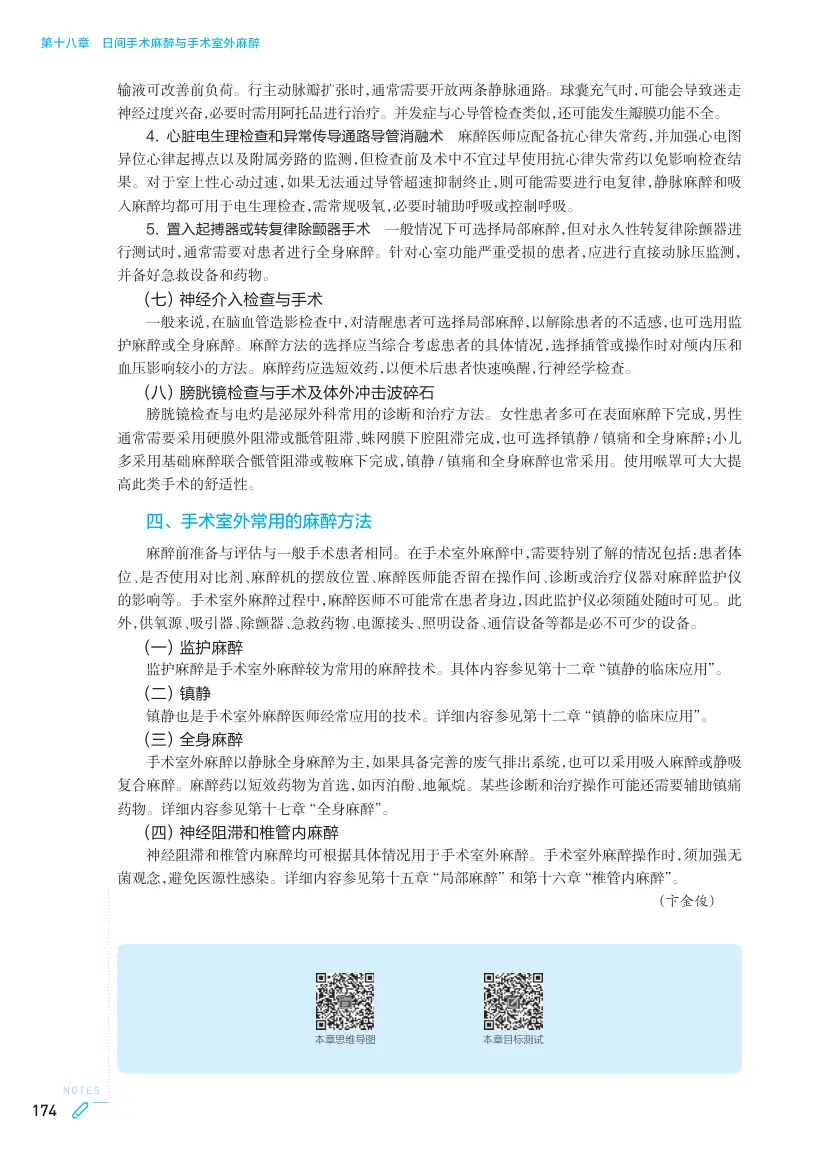 第十八章　日间手术麻醉与手术室外麻醉
输液可改善前负荷。行主动脉瓣扩张时,通常需要开放两条静脉通路。球囊充气时,可能会导致迷走
神经过度兴奋,必要时需用阿托品进行治疗。并发症与心导管检查类似,还可能发生瓣膜功能不全。
4. 心脏电生理检查和异常传导通路导管消融术　麻醉医师应配备抗心律失常药,并加强心电图
异位心律起搏点以及附属旁路的监测,但检查前及术中不宜过早使用抗心律失常药以免影响检查结
果。对于室上性心动过速,如果无法通过导管超速抑制终止,则可能需要进行电复律,静脉麻醉和吸
入麻醉均都可用于电生理检查,需常规吸氧,必要时辅助呼吸或控制呼吸。
5. 置入起搏器或转复律除颤器手术　一般情况下可选择局部麻醉,但对永久性转复律除颤器进
行测试时,通常需要对患者进行全身麻醉。针对心室功能严重受损的患者,应进行直接动脉压监测,
并备好急救设备和药物。
（七）神经介入检查与手术
一般来说,在脑血管造影检查中,对清醒患者可选择局部麻醉,以解除患者的不适感,也可选用监
护麻醉或全身麻醉。麻醉方法的选择应当综合考虑患者的具体情况,选择插管或操作时对颅内压和
血压影响较小的方法。麻醉药应选短效药,以便术后患者快速唤醒,行神经学检查。
（八）膀胱镜检查与手术及体外冲击波碎石
膀胱镜检查与电灼是泌尿外科常用的诊断和治疗方法。女性患者多可在表面麻醉下完成,男性
通常需要采用硬膜外阻滞或骶管阻滞、蛛网膜下腔阻滞完成,也可选择镇静 / 镇痛和全身麻醉;小儿
多采用基础麻醉联合骶管阻滞或鞍麻下完成,镇静 / 镇痛和全身麻醉也常采用。使用喉罩可大大提
高此类手术的舒适性。
四、手术室外常用的麻醉方法
麻醉前准备与评估与一般手术患者相同。在手术室外麻醉中,需要特别了解的情况包括:患者体
位、是否使用对比剂、麻醉机的摆放位置、麻醉医师能否留在操作间、诊断或治疗仪器对麻醉监护仪
的影响等。手术室外麻醉过程中,麻醉医师不可能常在患者身边,因此监护仪必须随处随时可见。此
外,供氧源、吸引器、除颤器、急救药物、电源接头、照明设备、通信设备等都是必不可少的设备。
（一）监护麻醉
监护麻醉是手术室外麻醉较为常用的麻醉技术。具体内容参见第十二章“镇静的临床应用”。
（二）镇静
镇静也是手术室外麻醉医师经常应用的技术。详细内容参见第十二章“镇静的临床应用”。
（三）全身麻醉
手术室外麻醉以静脉全身麻醉为主,如果具备完善的废气排出系统,也可以采用吸入麻醉或静吸
复合麻醉。麻醉药以短效药物为首选,如丙泊酚、地氟烷。某些诊断和治疗操作可能还需要辅助镇痛
药物。详细内容参见第十七章“全身麻醉”。
（四）神经阻滞和椎管内麻醉
神经阻滞和椎管内麻醉均可根据具体情况用于手术室外麻醉。手术室外麻醉操作时,须加强无
菌观念,避免医源性感染。详细内容参见第十五章“局部麻醉”和第十六章“椎管内麻醉”。
（卞金俊）
本章思维导图　本章目标测试
NOTES
174